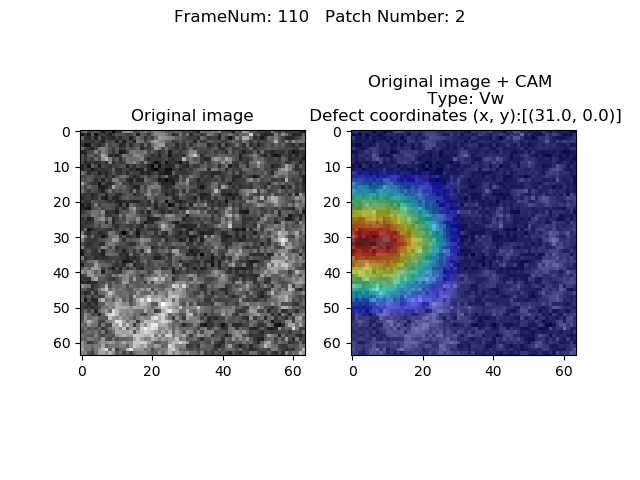 FrameNum: 110   Patch Number: 2
Original image
Original image + CAM
Type: Vw
Defect coordinates (x, y):[(31.0, 0.0)]
0
10
20
30
40
50
60
0 20 40 60
0
10
20
30
40
50
60
0 20 40 60